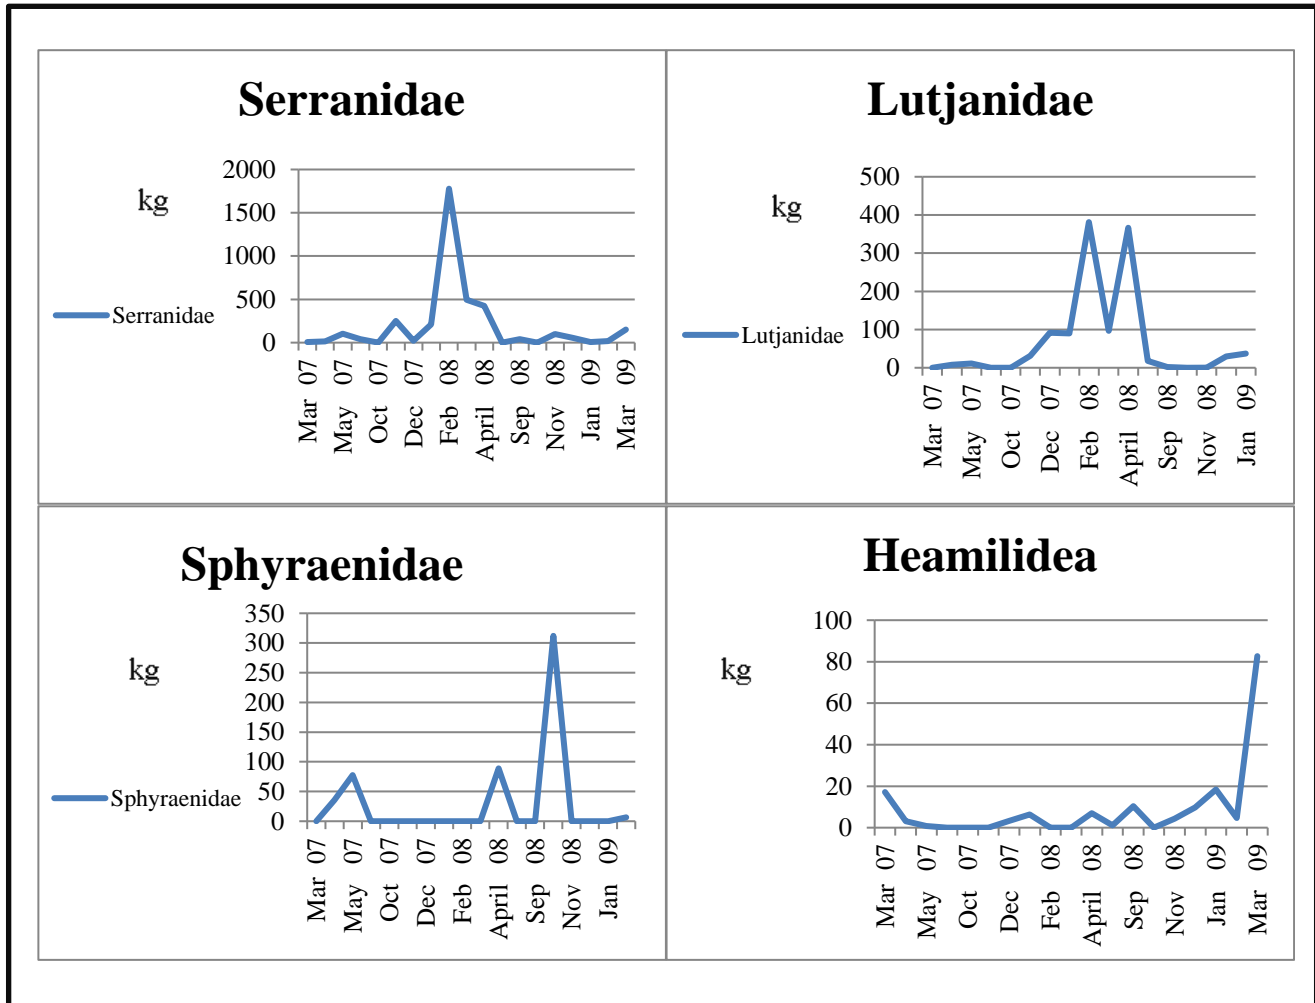 Serranidae
kg
2000
1500
1000
500
0
Serranidae
Mar 07
May 07
Oct 07
Dec 07
Feb 08
April 08
Sep 08
Nov 08
Jan 09
Mar 09
Lutjanidae
kg
500
400
300
200
100
0
Lutjanidae
Mar 07
May 07
Oct 07
Dec 07
Feb 08
April 08
Sep 08
Nov 08
Jan 09
Sphyraenidae
kg
350
300
250
200
150
100
50
0
Sphyraenidae
Mar 07
May 07
Oct 07
Dec 07
Feb 08
April 08
Sep 08
Nov 08
Jan 09
Heamilidea
kg
100
80
60
40
20
0
Mar 07
May 07
Oct 07
Dec 07
Feb 08
April 08
Sep 08
Nov 08
Jan 09
Mar 09